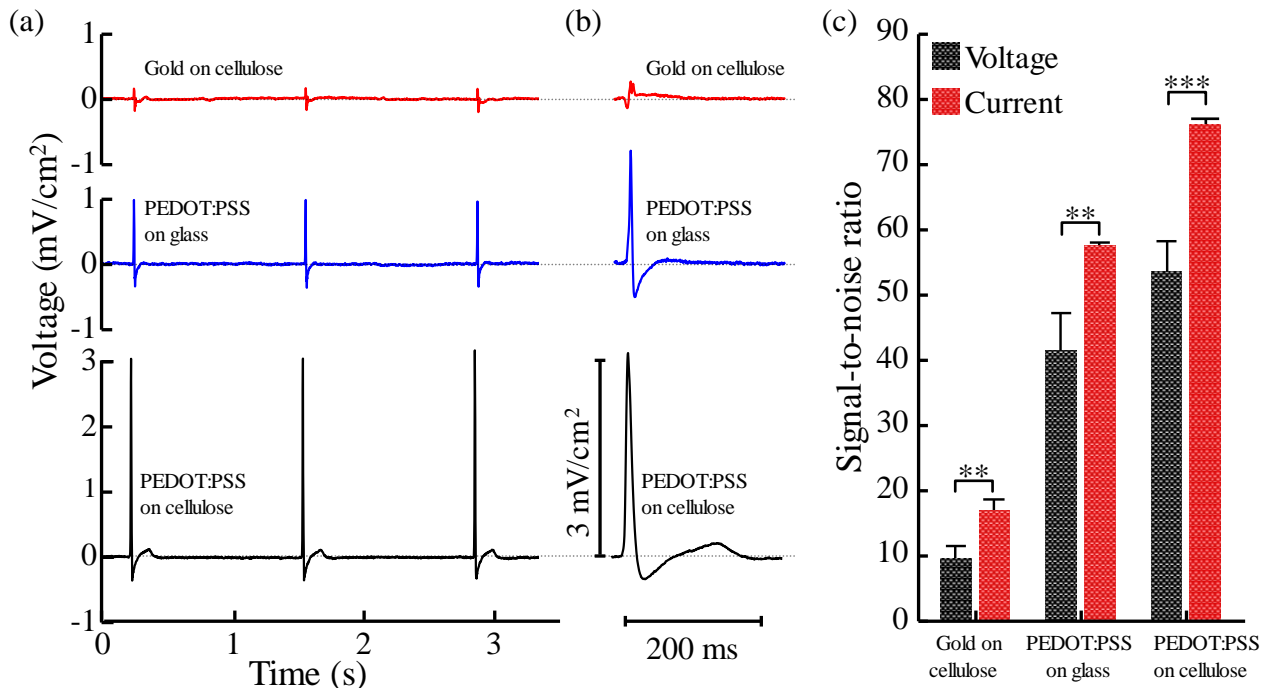 (a)
Voltage (mV/cm²)
1
0
-1
1
0
-1
3
2
1
0
-1
Gold on cellulose
PEDOT:PSS
on glass
PEDOT:PSS
on cellulose
0
1
2
3
Time (s)
(b)
Gold on cellulose
PEDOT:PSS
on glass
3 mV/cm²
PEDOT:PSS
on cellulose
200 ms
(c)
Signal-to-noise ratio
90
80
70
60
50
40
30
20
10
0
Voltage
Current
**
**
***
Gold on
cellulose
PEDOT:PSS
on glass
PEDOT:PSS
on cellulose